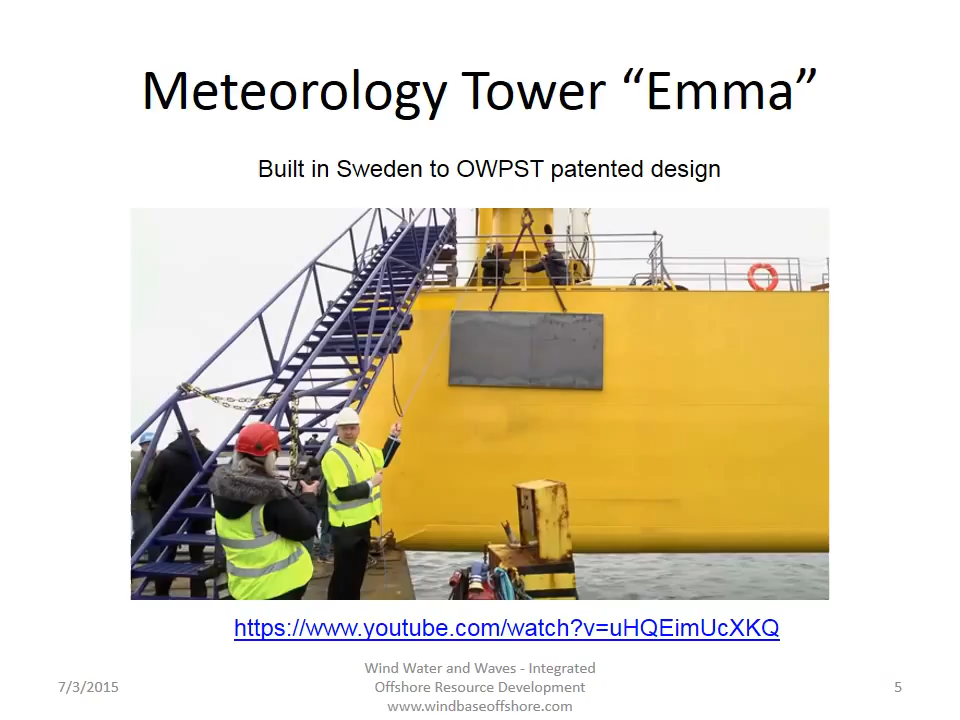 Meteorology Tower “Emma”
Built in Sweden to OWPST patented design
https://www.youtube.com/watch?v=uHQEimUcXKQ
Wind Water and Waves - Integrated
7/3/2015 Offshore Resource Development 5
www.windbaseoffshore.com